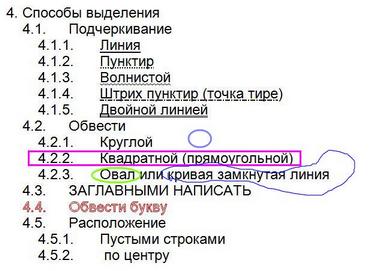 4. Способы выделения
4.1. Подчеркивание
4.1.1. Линия
4.1.2. Пунктир
4.1.3. Волнистой
4.1.4. Штрих пунктир (точка тире)
4.1.5. Двойной линией
4.2. Обвести
4.2.1. Круглой
4.2.2. Квадратной (прямоугольной)
4.2.3. Овал или кривая замкнутая линия
4.3. ЗАГЛАВНЫМИ НАПИСАТЬ
4.4. Обвести букву
4.5. Расположение
4.5.1. Пустыми строками
4.5.2. по центру